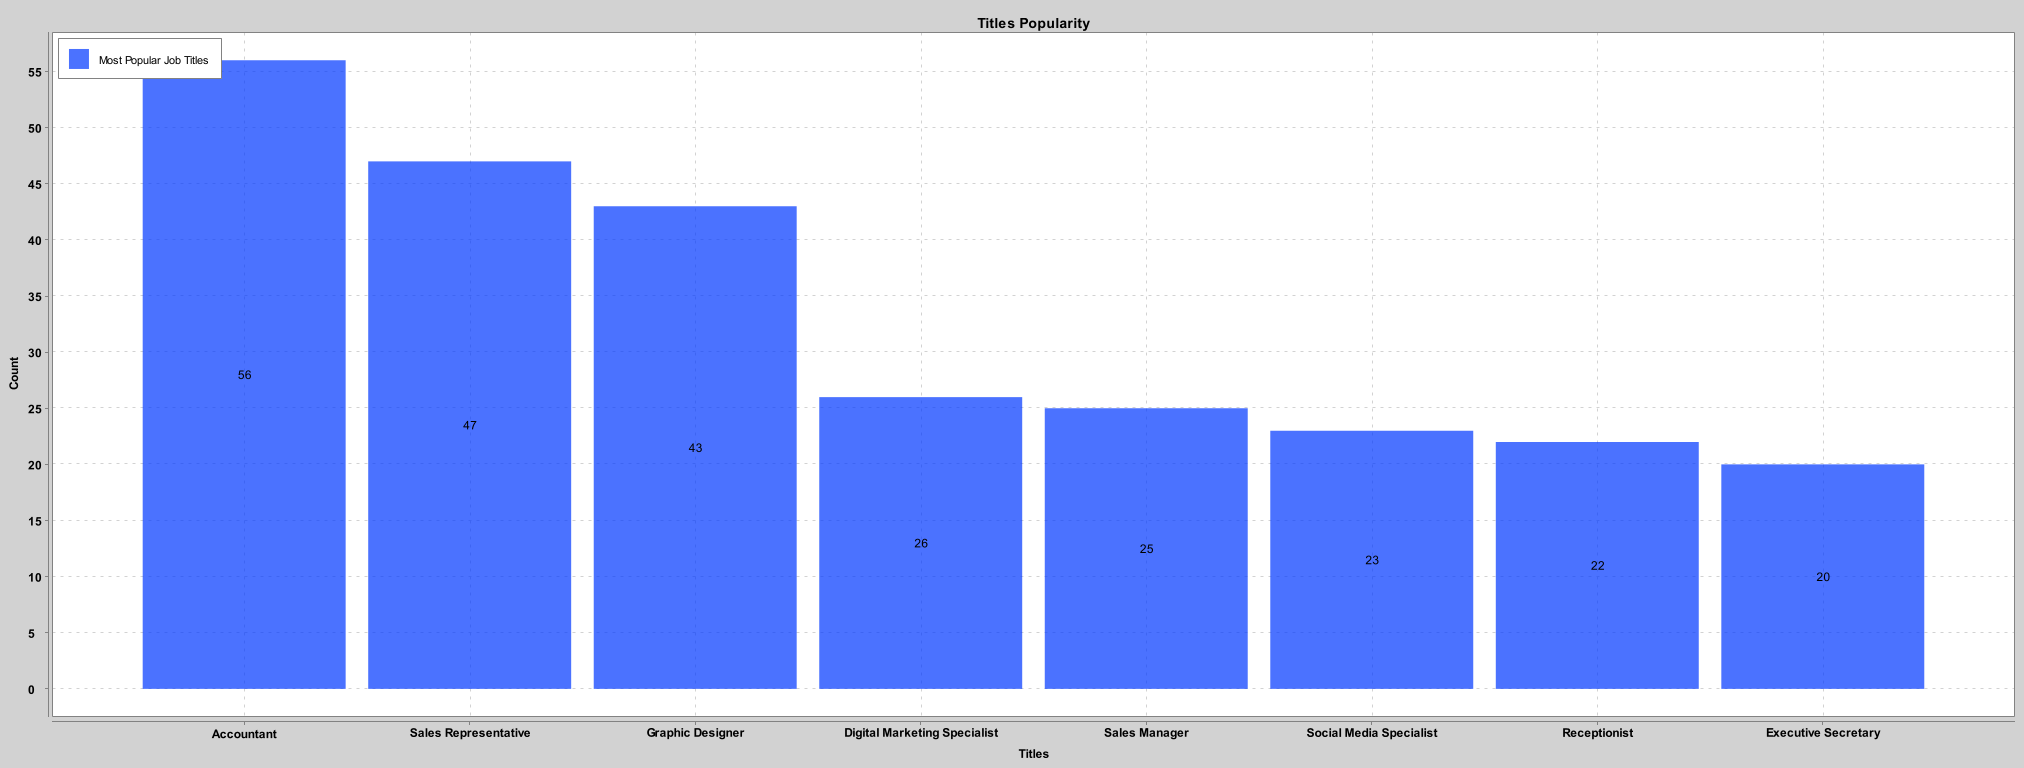 Titles Popularity
Most Popular Job Titles
55
50
45
40
35
30
25
20
15
10
5
0
Count
56
47
43
26
25
23
22
20
Accountant
Sales Representative
Graphic Designer
Digital Marketing Specialist
Sales Manager
Social Media Specialist
Receptionist
Executive Secretary
Titles